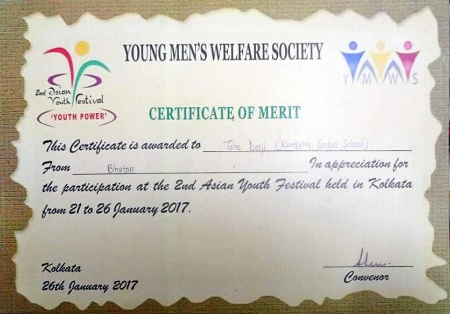 YOUNG MEN'S WELFARE SOCIETY
2nd Asian
Youth Festival
'YOUTH POWER'
Y M W S
CERTIFICATE OF MERIT
This Certificate is awarded to Dorji School)
From Bhutan In appreciation for
the participation at the 2nd Asian Youth Festival held in Kolkata
from 21 to 26 January 2017.
Kolkata
26th January 2017
Convenor